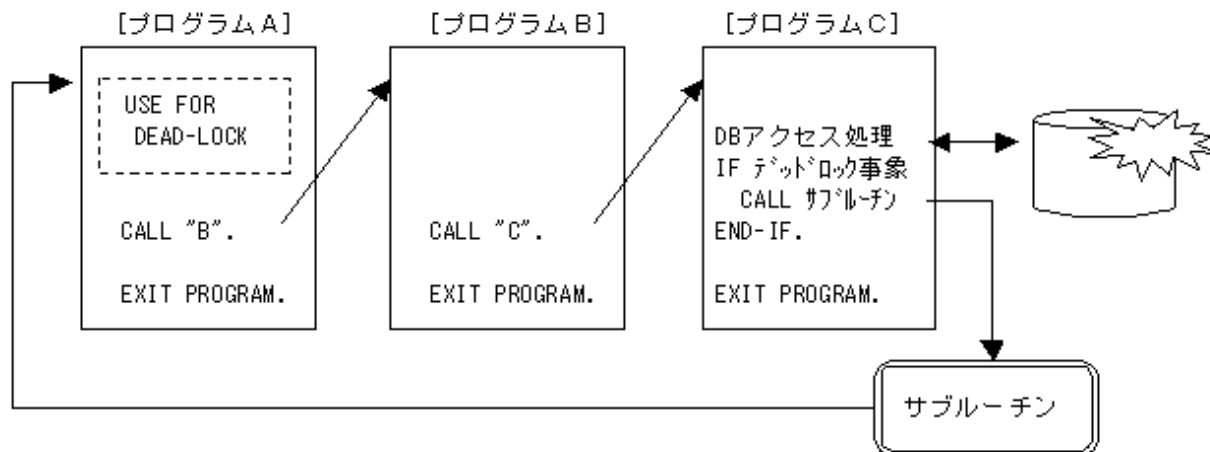 [プログラムA]
USE FOR
DEAD-LOCK
CALL "B".
EXIT PROGRAM.
[プログラムB]
CALL "C".
EXIT PROGRAM.
[プログラムC]
DBアクセス処理
IF ﾃﾞｯﾄﾞﾛｯｸ事象
CALL ｻﾌﾞﾙｰﾁﾝ
END-IF.
EXIT PROGRAM.
サブルーチン